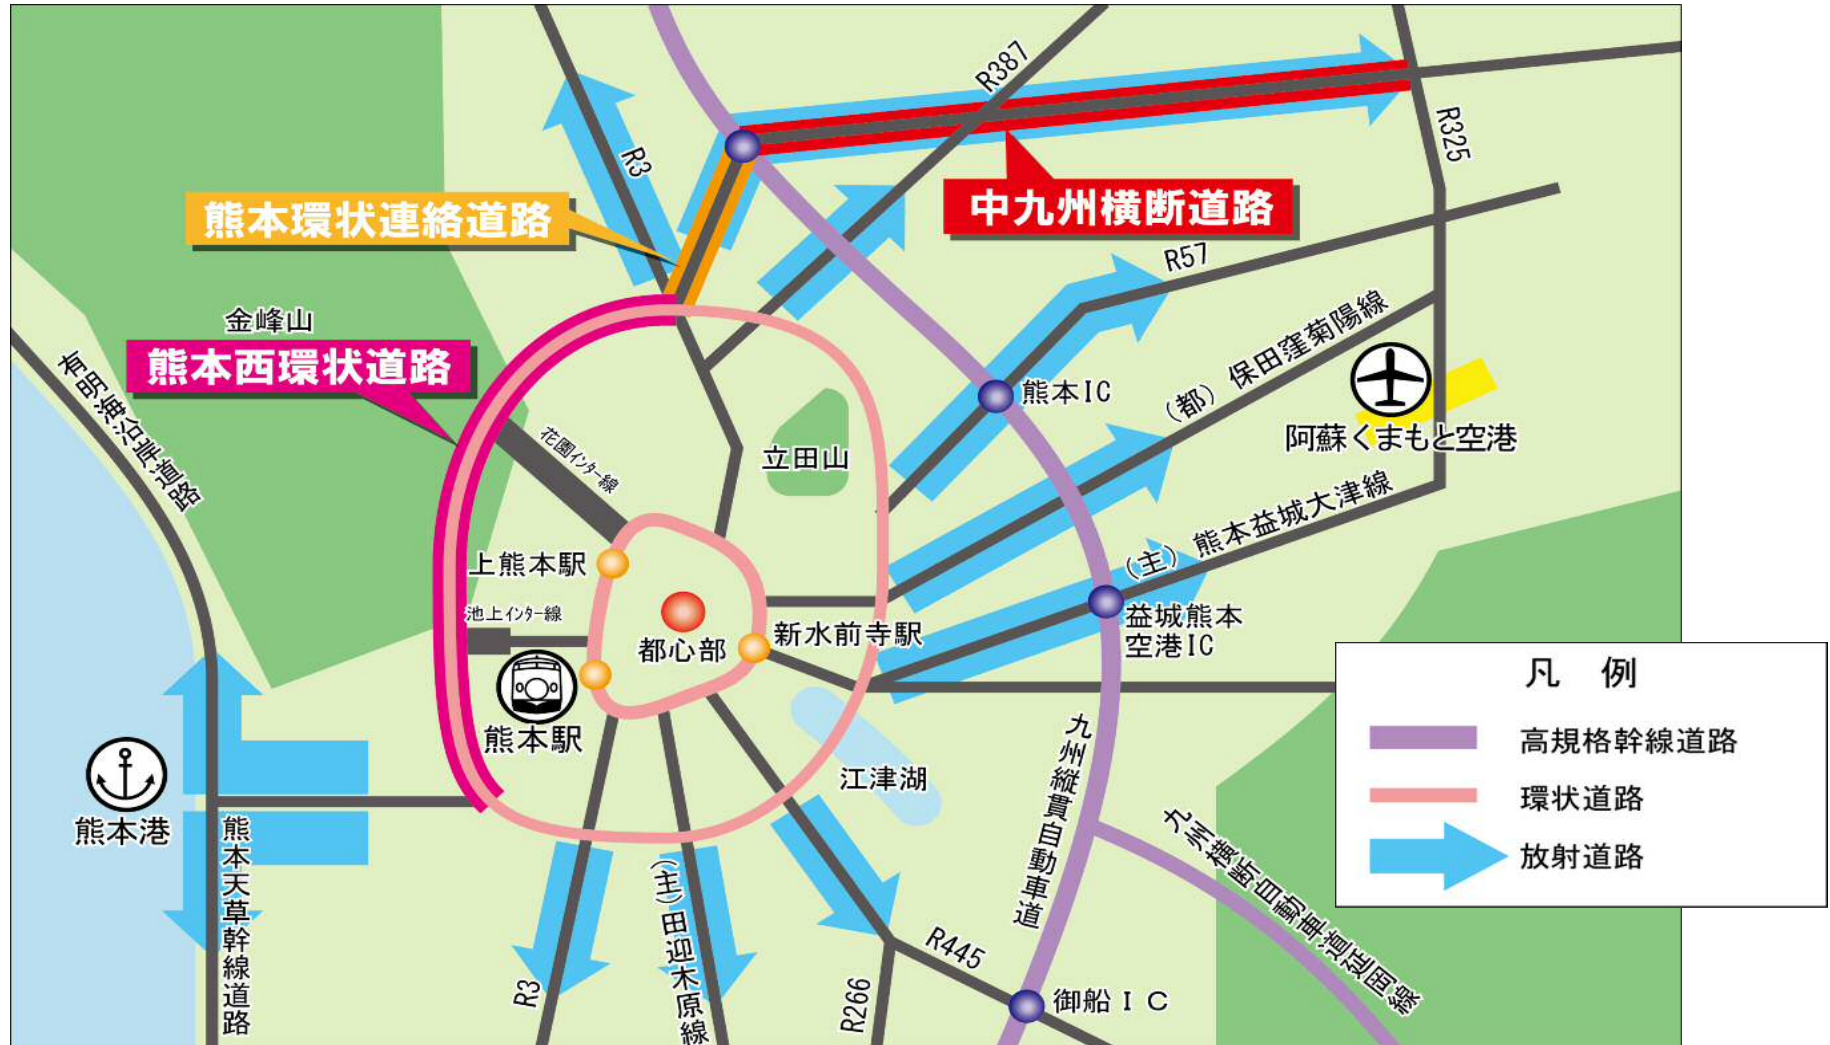 R387
R3
R325
熊本環状連絡道路
中九州横断道路
R57
金峰山
熊本西環状道路
有明海沿岸道路
(都) 保田窪菊陽線
熊本IC
花園インター線
立田山
阿蘇くまもと空港
(主) 熊本益城大津線
上熊本駅
池上インター線
都心部
新水前寺駅
益城熊本
空港IC
熊本駅
江津湖
九州縦貫自動車道
熊本港
熊本天草幹線道路
R3
(主)田迎木原線
R266
R445
御船IC
九州横断自動車道延岡線
凡 例
高規格幹線道路
環状道路
放射道路